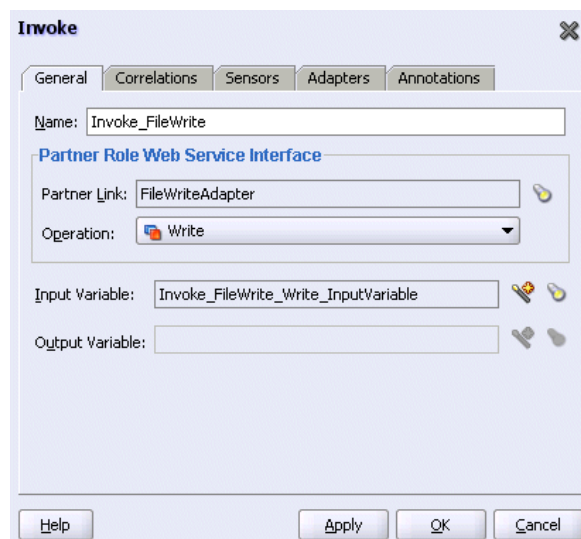 Invoke
General Correlations Sensors Adapters Annotations
Name: Invoke_FileWrite
Partner Role Web Service Interface
Partner Link: FileWriteAdapter
Operation: Write
Input Variable: Invoke_FileWrite_Write_InputVariable
Output Variable:
Help Apply OK Cancel